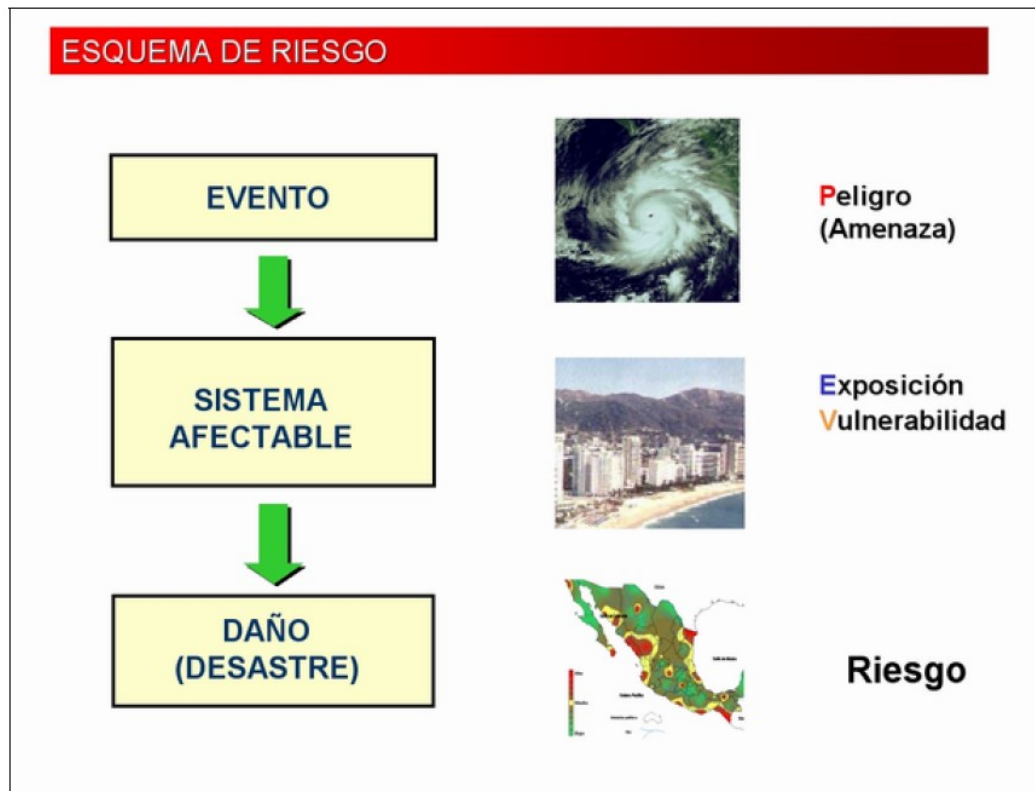 ESQUEMA DE RIESGO
EVENTO
Peligro
(Amenaza)
SISTEMA
AFECTABLE
Exposición
Vulnerabilidad
DAÑO
(DESASTRE)
Riesgo